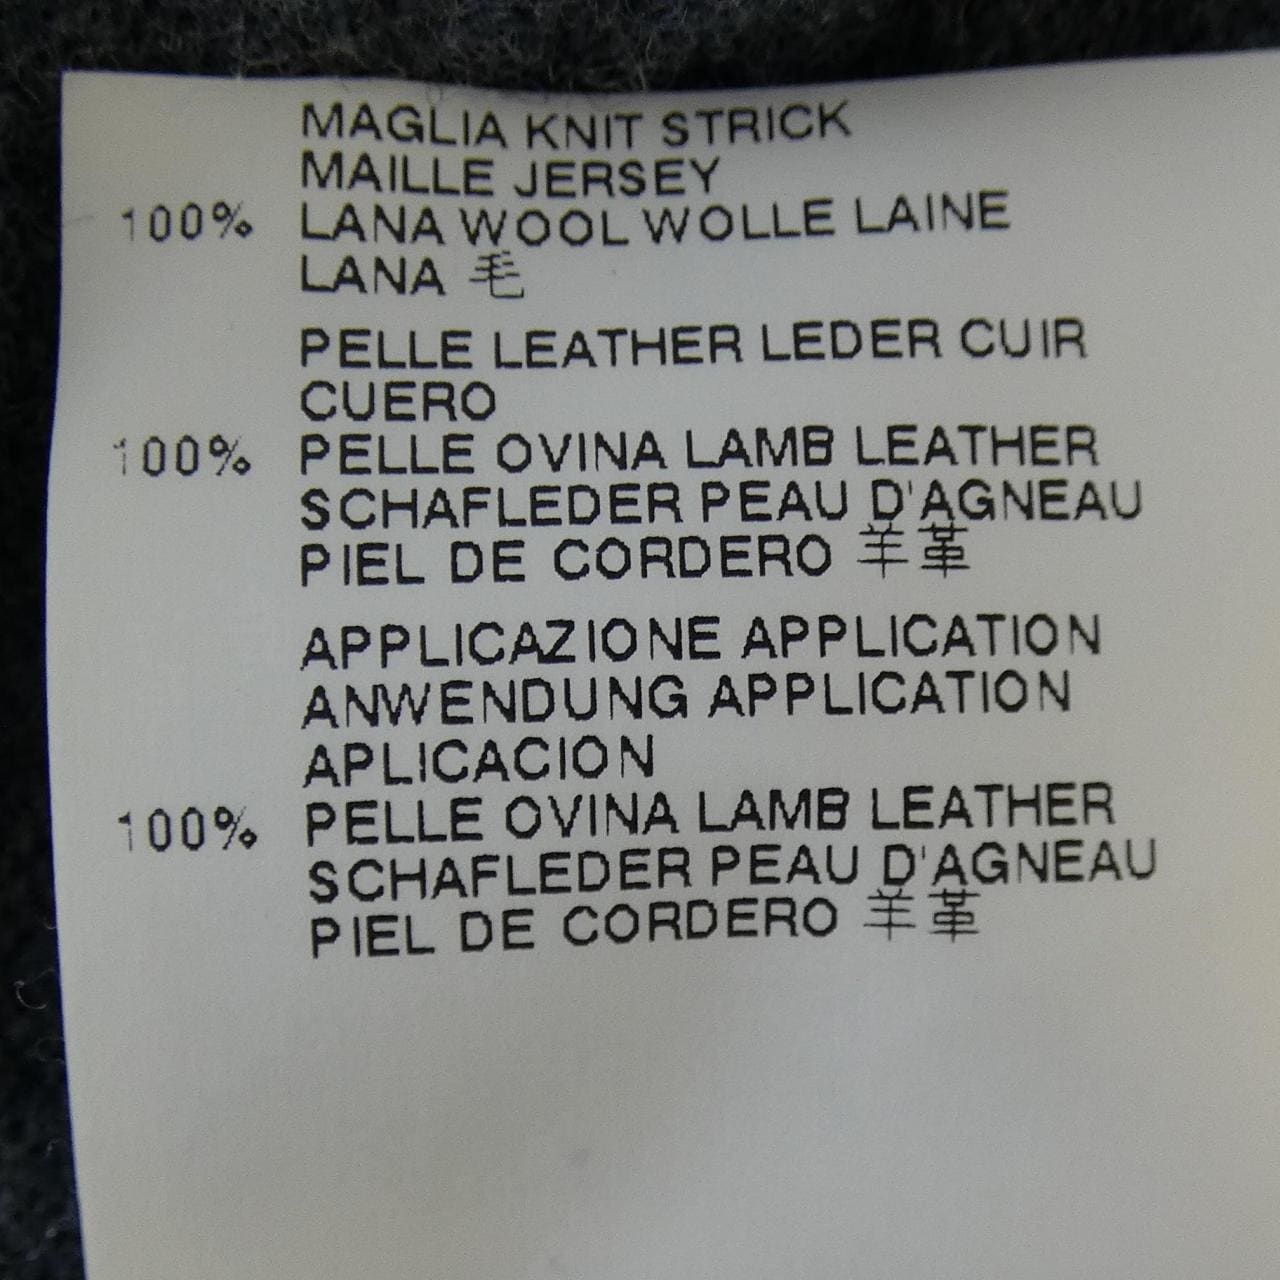 MAGLIA KNIT STRICK
MAILLE JERSEY
100% LANA WOOL WOLLE LAINE
LANA 毛
PELLE LEATHER LEDER CUIR
CUERO
100% PELLE OVINA LAMB LEATHER
SCHAFLEDER PEAU D'AGNEAU
PIEL DE CORDERO 羊革
APPLICAZIONE APPLICATION
ANWENDUNG APPLICATION
APLICACION
100% PELLE OVINA LAMB LEATHER
SCHAFLEDER PEAU D'AGNEAU
PIEL DE CORDERO 羊革